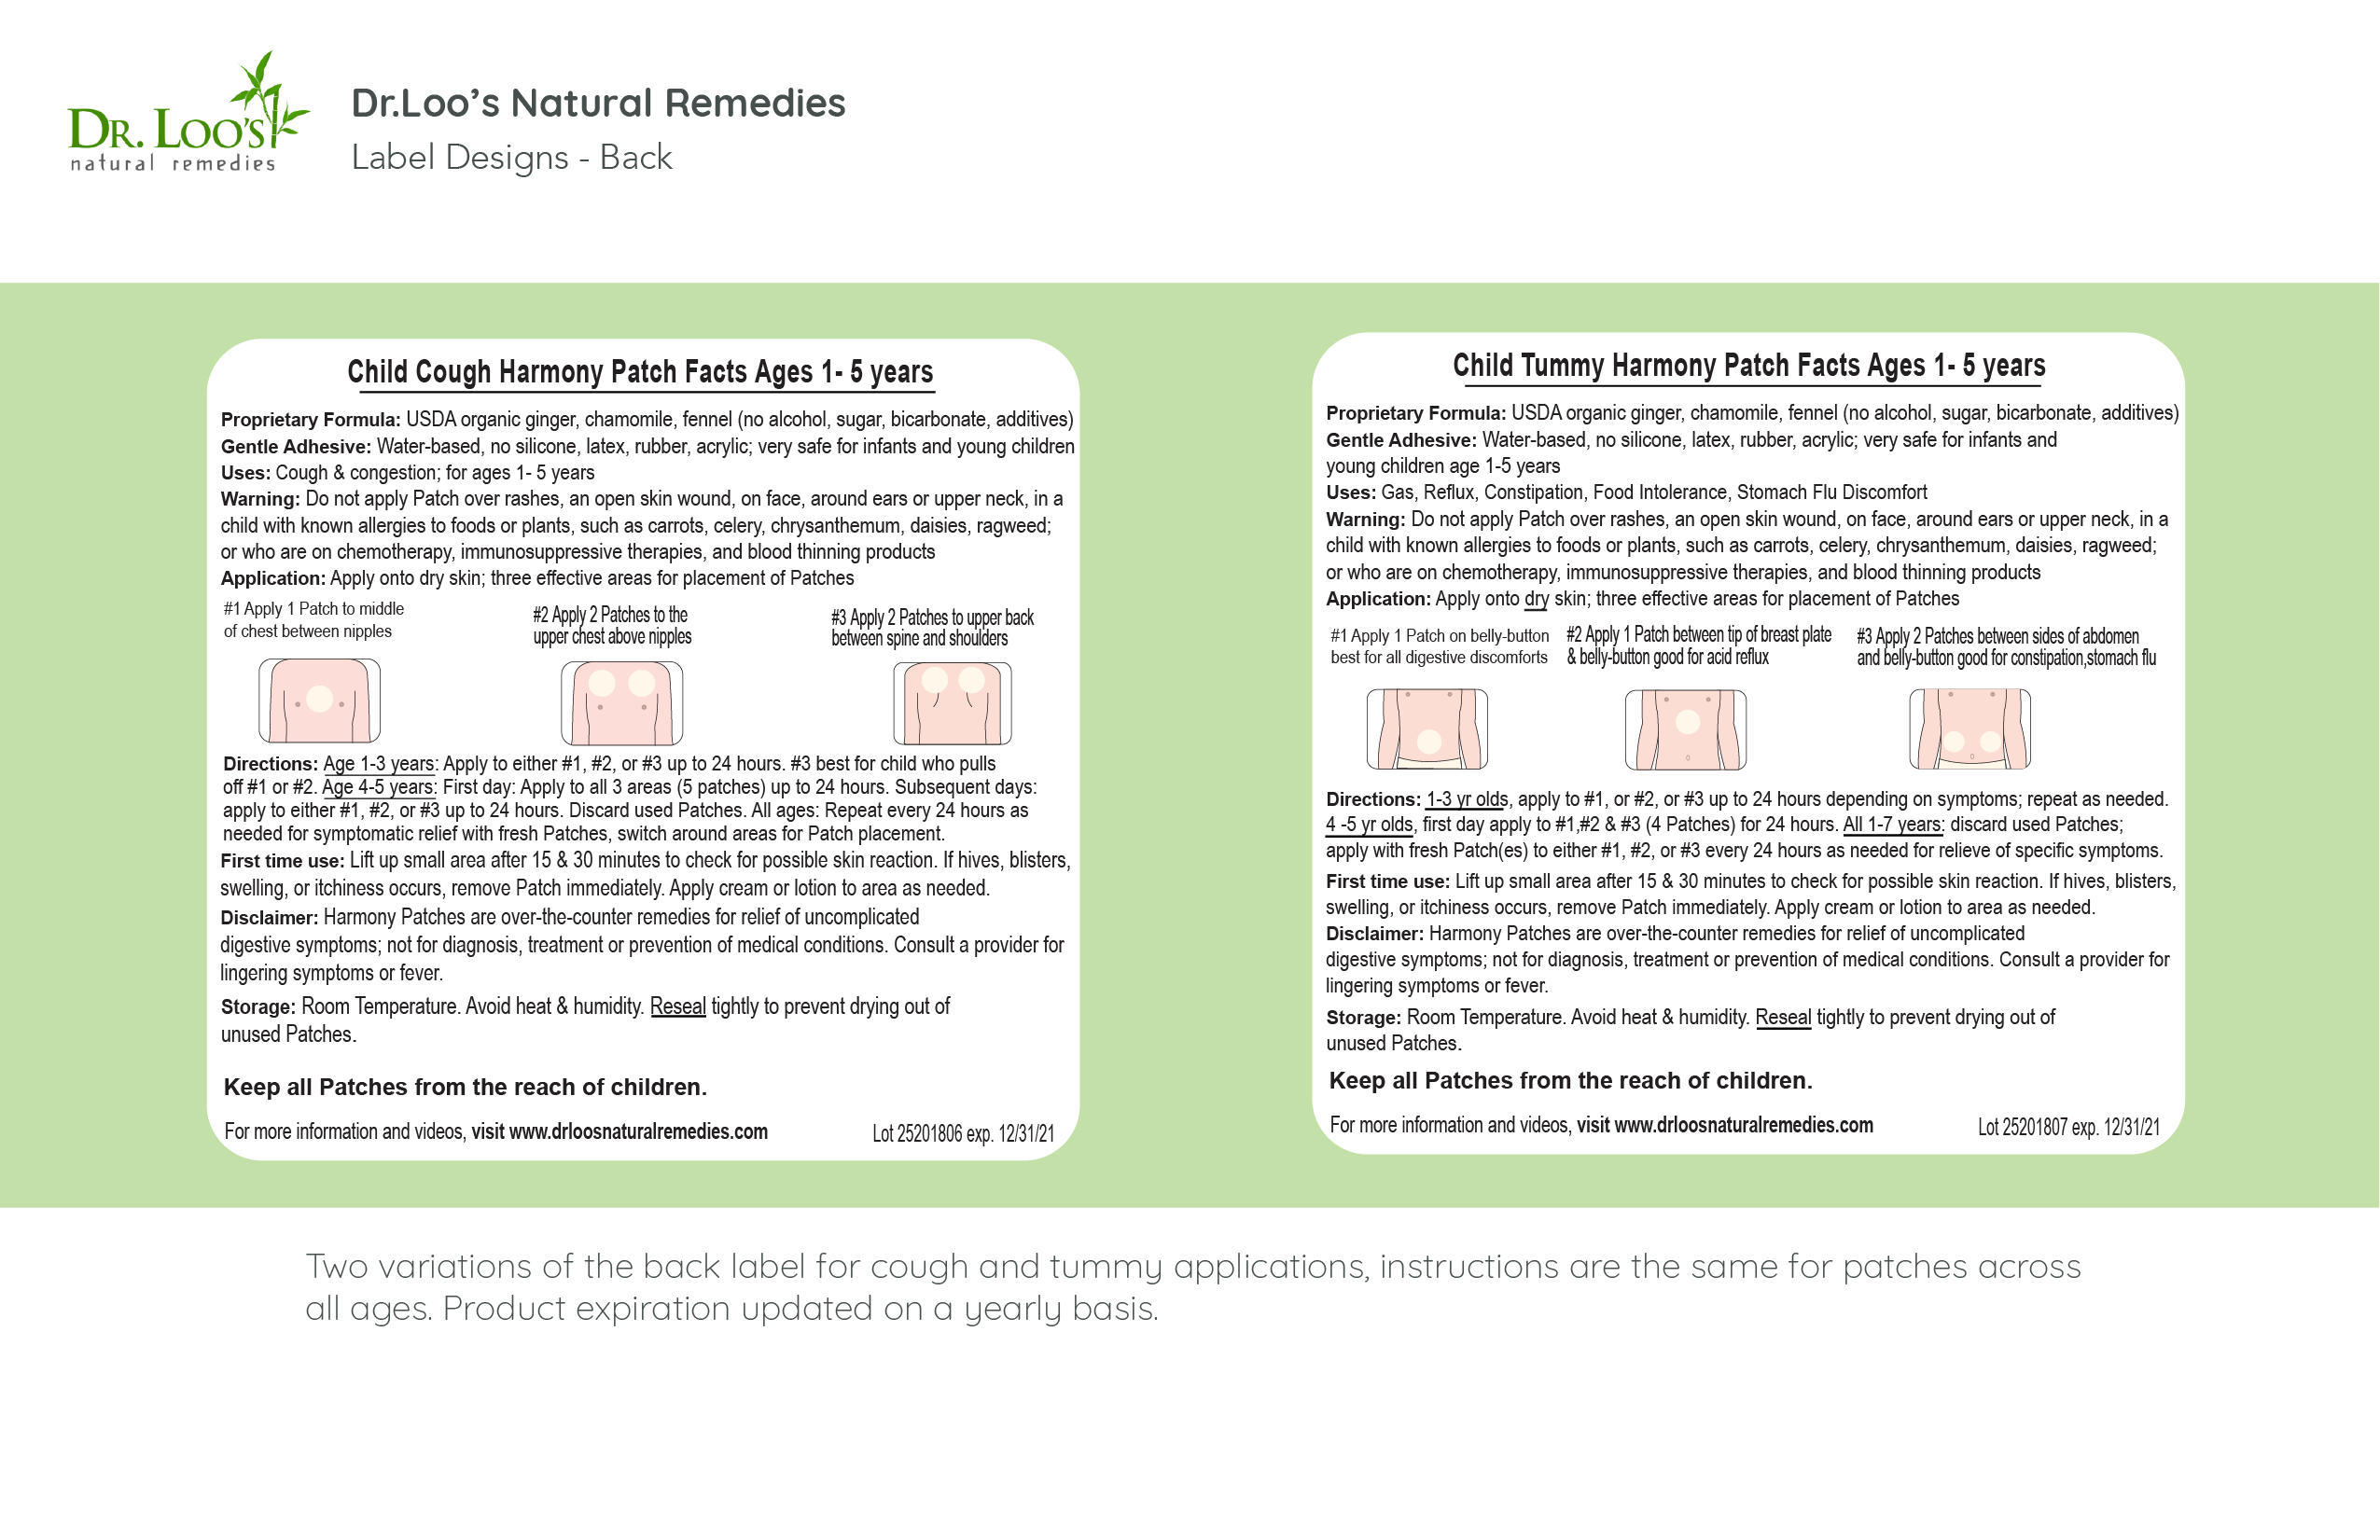 DR. LOO'S
natural remedies
Dr.Loo's Natural Remedies
Label Designs - Back
Child Cough Harmony Patch Facts Ages 1- 5 years
Proprietary Formula: USDA organic ginger, chamomile, fennel (no alcohol, sugar, bicarbonate, additives)
Gentle Adhesive: Water-based, no silicone, latex, rubber, acrylic; very safe for infants and young children
Uses: Cough & congestion; for ages 1- 5 years
Warning: Do not apply Patch over rashes, an open skin wound, on face, around ears or upper neck, in a
child with known allergies to foods or plants, such as carrots, celery, chrysanthemum, daisies, ragweed;
or who are on chemotherapy, immunosuppressive therapies, and blood thinning products
Application: Apply onto dry skin; three effective areas for placement of Patches
#1 Apply 1 Patch to middle
of chest between nipples
#2 Apply 2 Patches to the
upper chest above nipples
#3 Apply 2 Patches to upper back
between spine and shoulders
Directions: Age 1-3 years: Apply to either #1, #2, or #3 up to 24 hours. #3 best for child who pulls
off #1 or #2. Age 4-5 years: First day: Apply to all 3 areas (5 patches) up to 24 hours. Subsequent days:
apply to either #1, #2, or #3 up to 24 hours. Discard used Patches. All ages: Repeat every 24 hours as
needed for symptomatic relief with fresh Patches, switch around areas for Patch placement.
First time use: Lift up small area after 15 & 30 minutes to check for possible skin reaction. If hives, blisters,
swelling, or itchiness occurs, remove Patch immediately. Apply cream or lotion to area as needed.
Disclaimer: Harmony Patches are over-the-counter remedies for relief of uncomplicated
digestive symptoms; not for diagnosis, treatment or prevention of medical conditions. Consult a provider for
lingering symptoms or fever.
Storage: Room Temperature. Avoid heat & humidity. Reseal tightly to prevent drying out of
unused Patches.
Keep all Patches from the reach of children.
For more information and videos, visit www.drloosnaturalremedies.com
Lot 25201806 exp. 12/31/21
Child Tummy Harmony Patch Facts Ages 1- 5 years
Proprietary Formula: USDA organic ginger, chamomile, fennel (no alcohol, sugar, bicarbonate, additives)
Gentle Adhesive: Water-based, no silicone, latex, rubber, acrylic; very safe for infants and
young children age 1-5 years
Uses: Gas, Reflux, Constipation, Food Intolerance, Stomach Flu Discomfort
Warning: Do not apply Patch over rashes, an open skin wound, on face, around ears or upper neck, in a
child with known allergies to foods or plants, such as carrots, celery, chrysanthemum, daisies, ragweed;
or who are on chemotherapy, immunosuppressive therapies, and blood thinning products
Application: Apply onto dry skin; three effective areas for placement of Patches
#1 Apply 1 Patch on belly-button
best for all digestive discomforts
#2 Apply 1 Patch between tip of breast plate
& belly-button good for acid reflux
#3 Apply 2 Patches between sides of abdomen
and belly-button good for constipation,stomach flu
Directions: 1-3 yr olds, apply to #1, or #2, or #3 up to 24 hours depending on symptoms; repeat as needed.
4 -5 yr olds, first day apply to #1,#2 & #3 (4 Patches) for 24 hours. All 1-7 years: discard used Patches;
apply with fresh Patch(es) to either #1, #2, or #3 every 24 hours as needed for relieve of specific symptoms.
First time use: Lift up small area after 15 & 30 minutes to check for possible skin reaction. If hives, blisters,
swelling, or itchiness occurs, remove Patch immediately. Apply cream or lotion to area as needed.
Disclaimer: Harmony Patches are over-the-counter remedies for relief of uncomplicated
digestive symptoms; not for diagnosis, treatment or prevention of medical conditions. Consult a provider for
lingering symptoms or fever.
Storage: Room Temperature. Avoid heat & humidity. Reseal tightly to prevent drying out of
unused Patches.
Keep all Patches from the reach of children.
For more information and videos, visit www.drloosnaturalremedies.com
Lot 25201807 exp. 12/31/21
Two variations of the back label for cough and tummy applications, instructions are the same for patches across
all ages. Product expiration updated on a yearly basis.